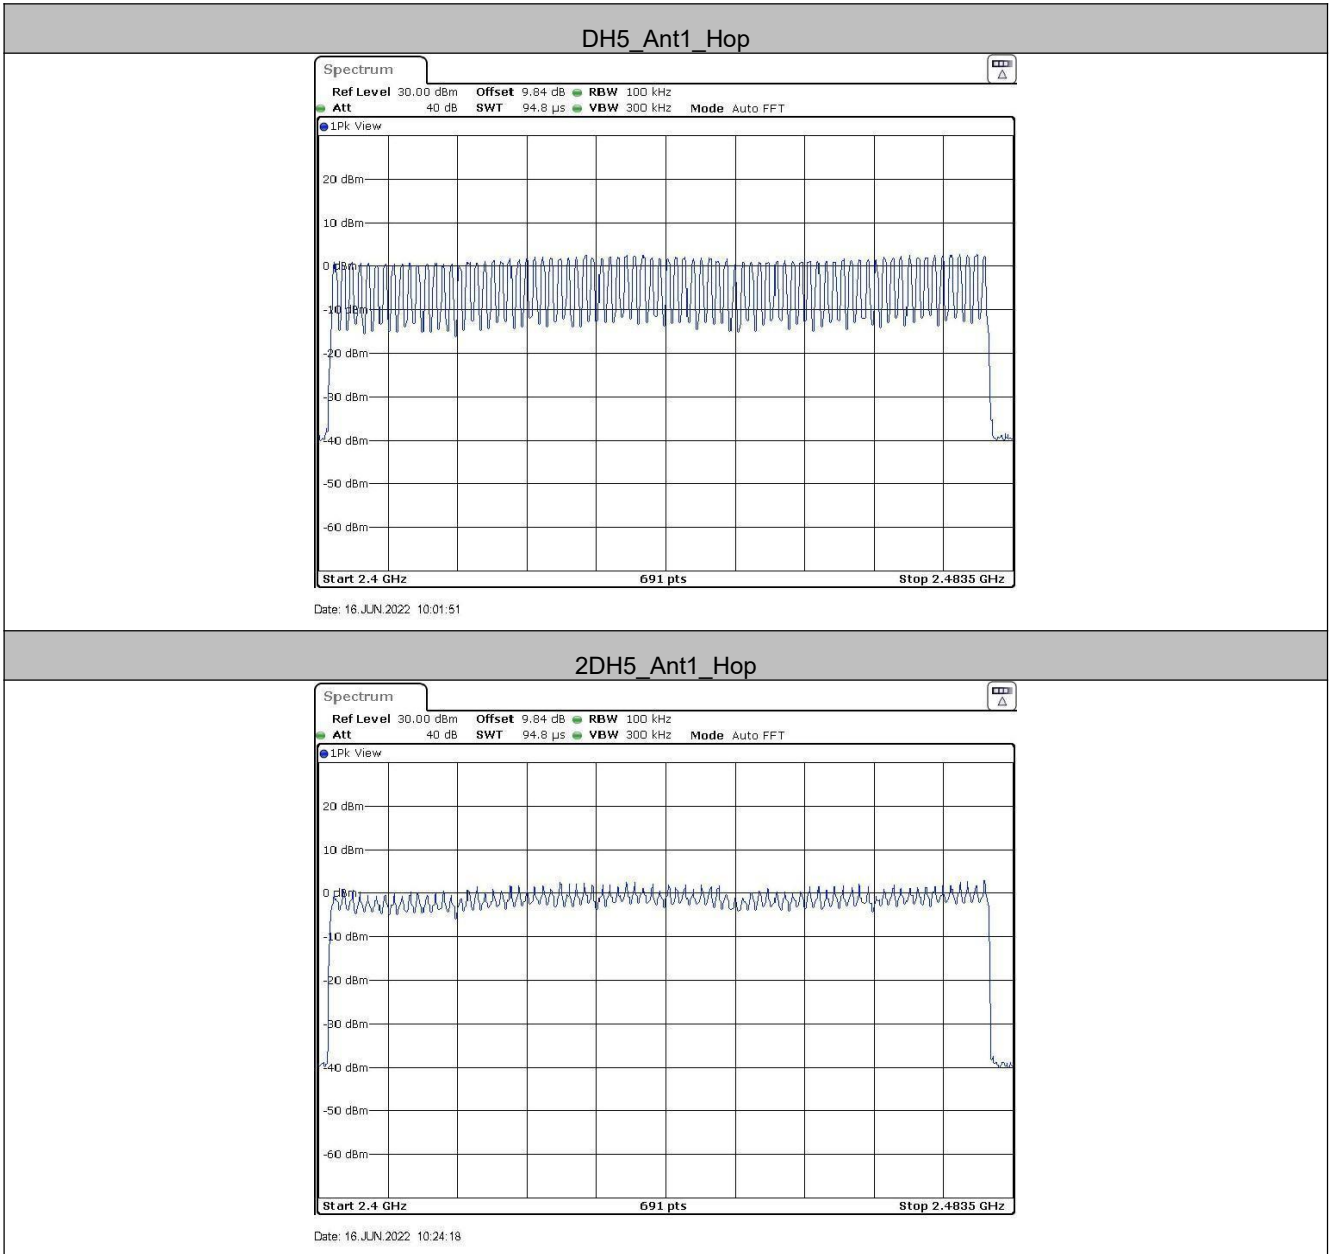 DH5_Ant1_Hop
Spectrum
Ref Level 30.00 dBm Offset 9.84 dB RBW 100 kHz
Att 40 dB SWT 94.8 µs VBW 300 kHz Mode Auto FFT
1Pk View
20 dBm
10 dBm
0 dBm
-10 dBm
-20 dBm
-30 dBm
-40 dBm
-50 dBm
-60 dBm
Start 2.4 GHz 691 pts Stop 2.4835 GHz
Date: 16.JUN.2022 10:01:51
2DH5_Ant1_Hop
Spectrum
Ref Level 30.00 dBm Offset 9.84 dB RBW 100 kHz
Att 40 dB SWT 94.8 µs VBW 300 kHz Mode Auto FFT
1Pk View
20 dBm
10 dBm
0 dBm
-10 dBm
-20 dBm
-30 dBm
-40 dBm
-50 dBm
-60 dBm
Start 2.4 GHz 691 pts Stop 2.4835 GHz
Date: 16.JUN.2022 10:24:18